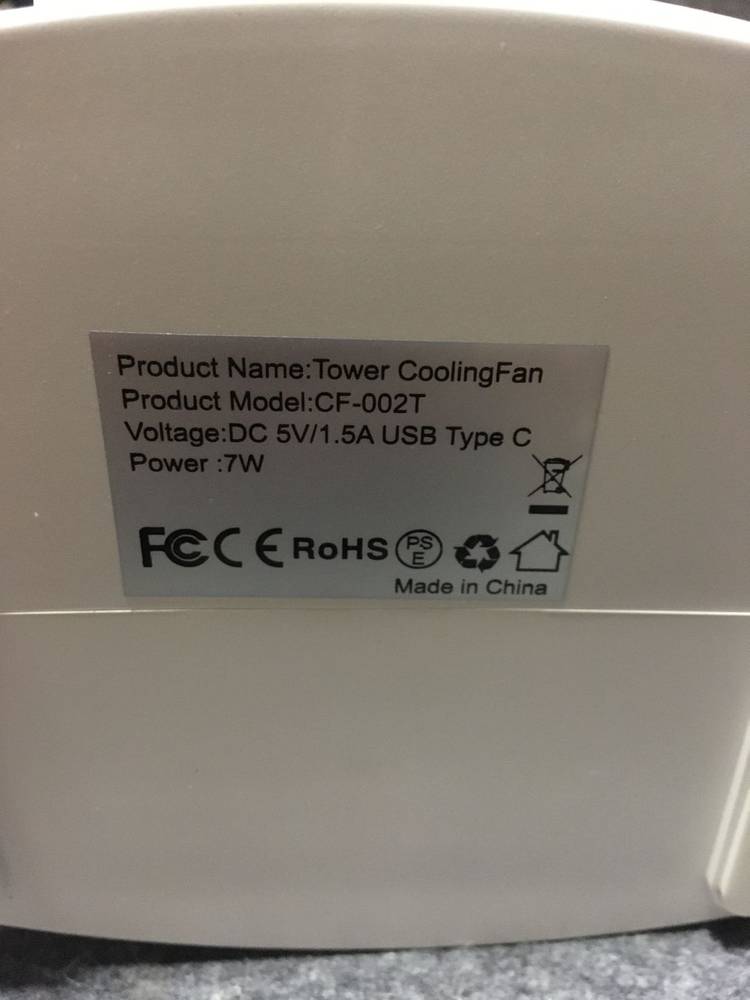 Product Name:Tower CoolingFan
Product Model:CF-002T
Voltage:DC 5V/1.5A USB Type C
Power :7W
FC CE RoHS PSE
Made in China